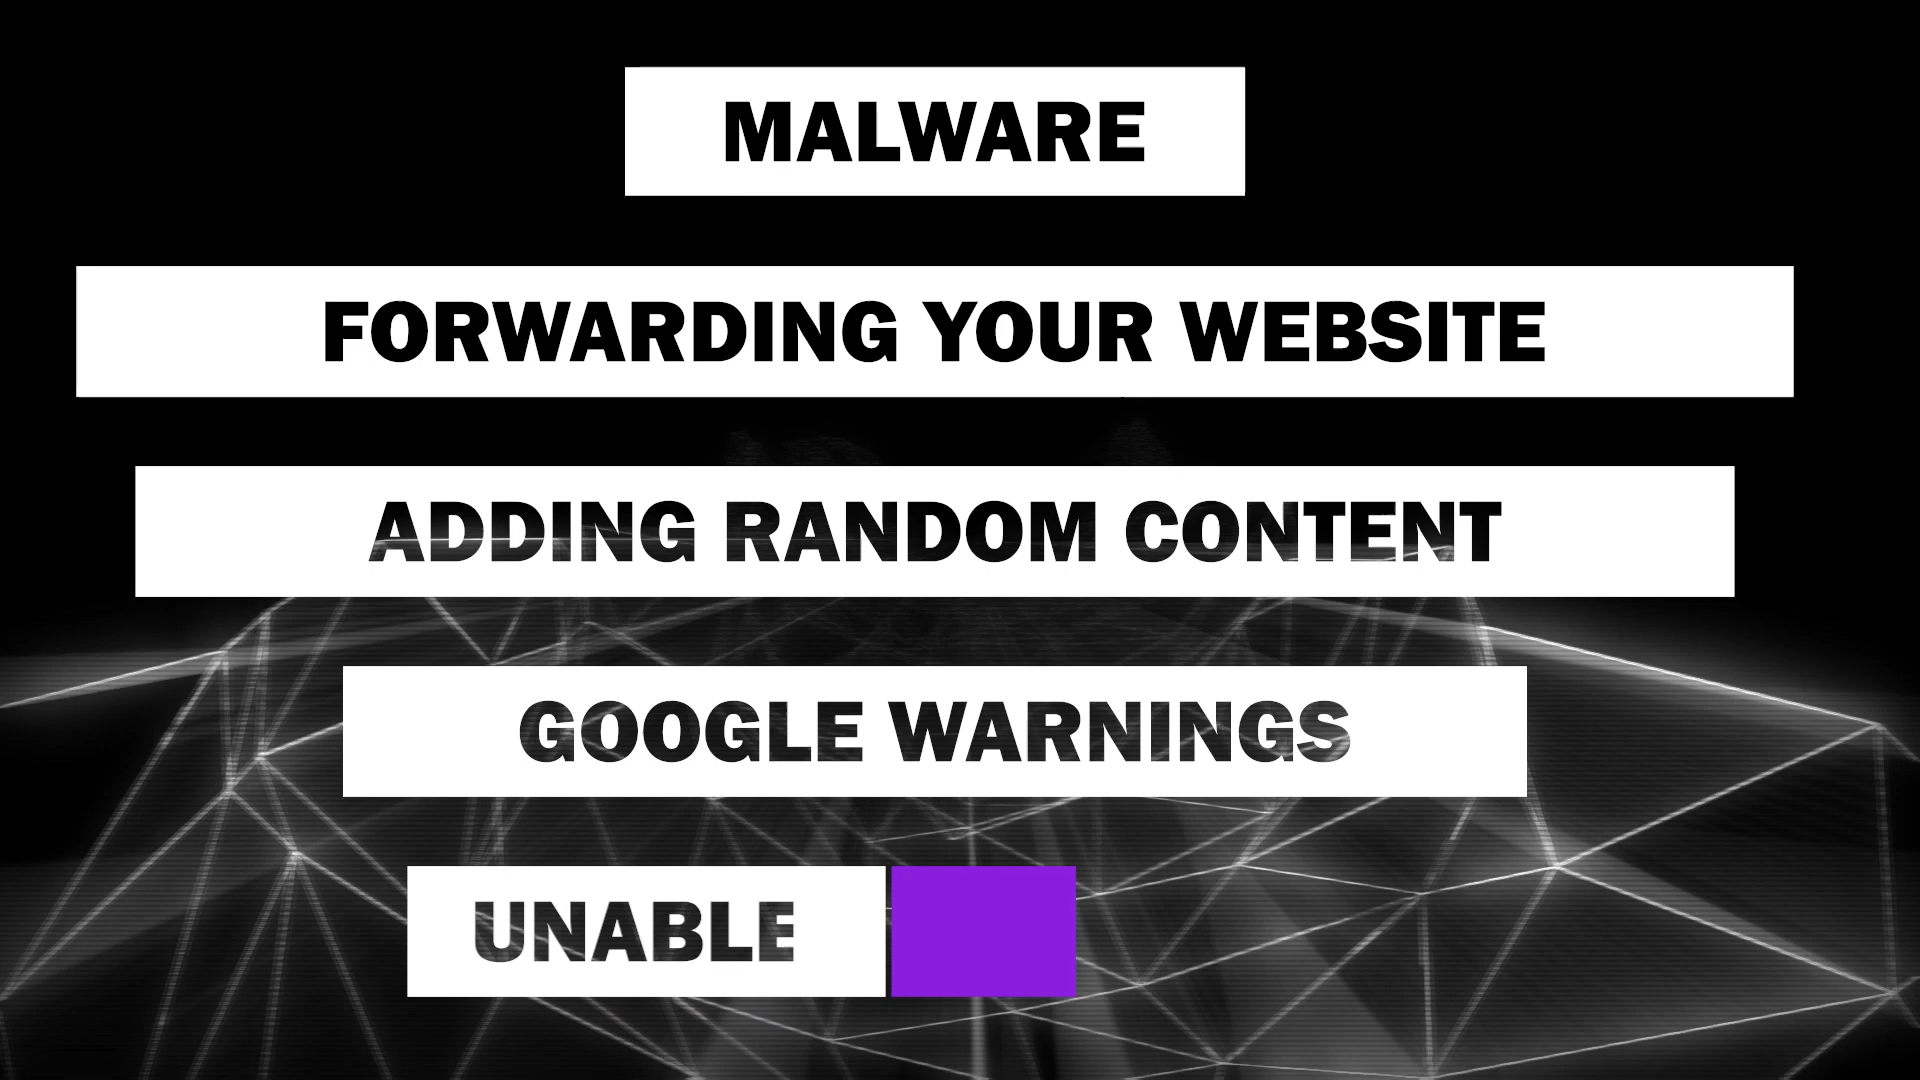 MALWARE
FORWARDING YOUR WEBSITE
ADDING RANDOM CONTENT
GOOGLE WARNINGS
UNABLE